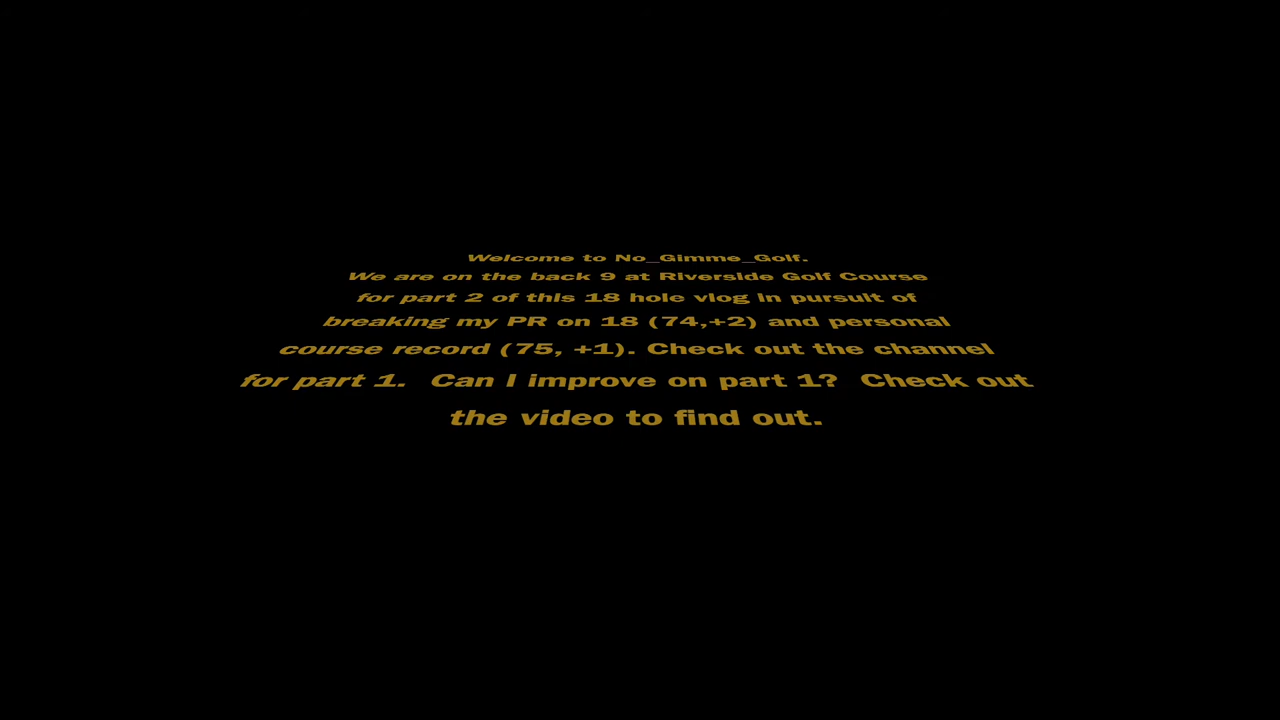 Welcome to No_Gimme_Golf.
We are on the back 9 at Riverside Golf Course
for part 2 of this 18 hole vlog in pursuit of
breaking my PR on 18 (74,+2) and personal
course record (75, +1). Check out the channel
for part 1.  Can I improve on part 1?  Check out
the video to find out.